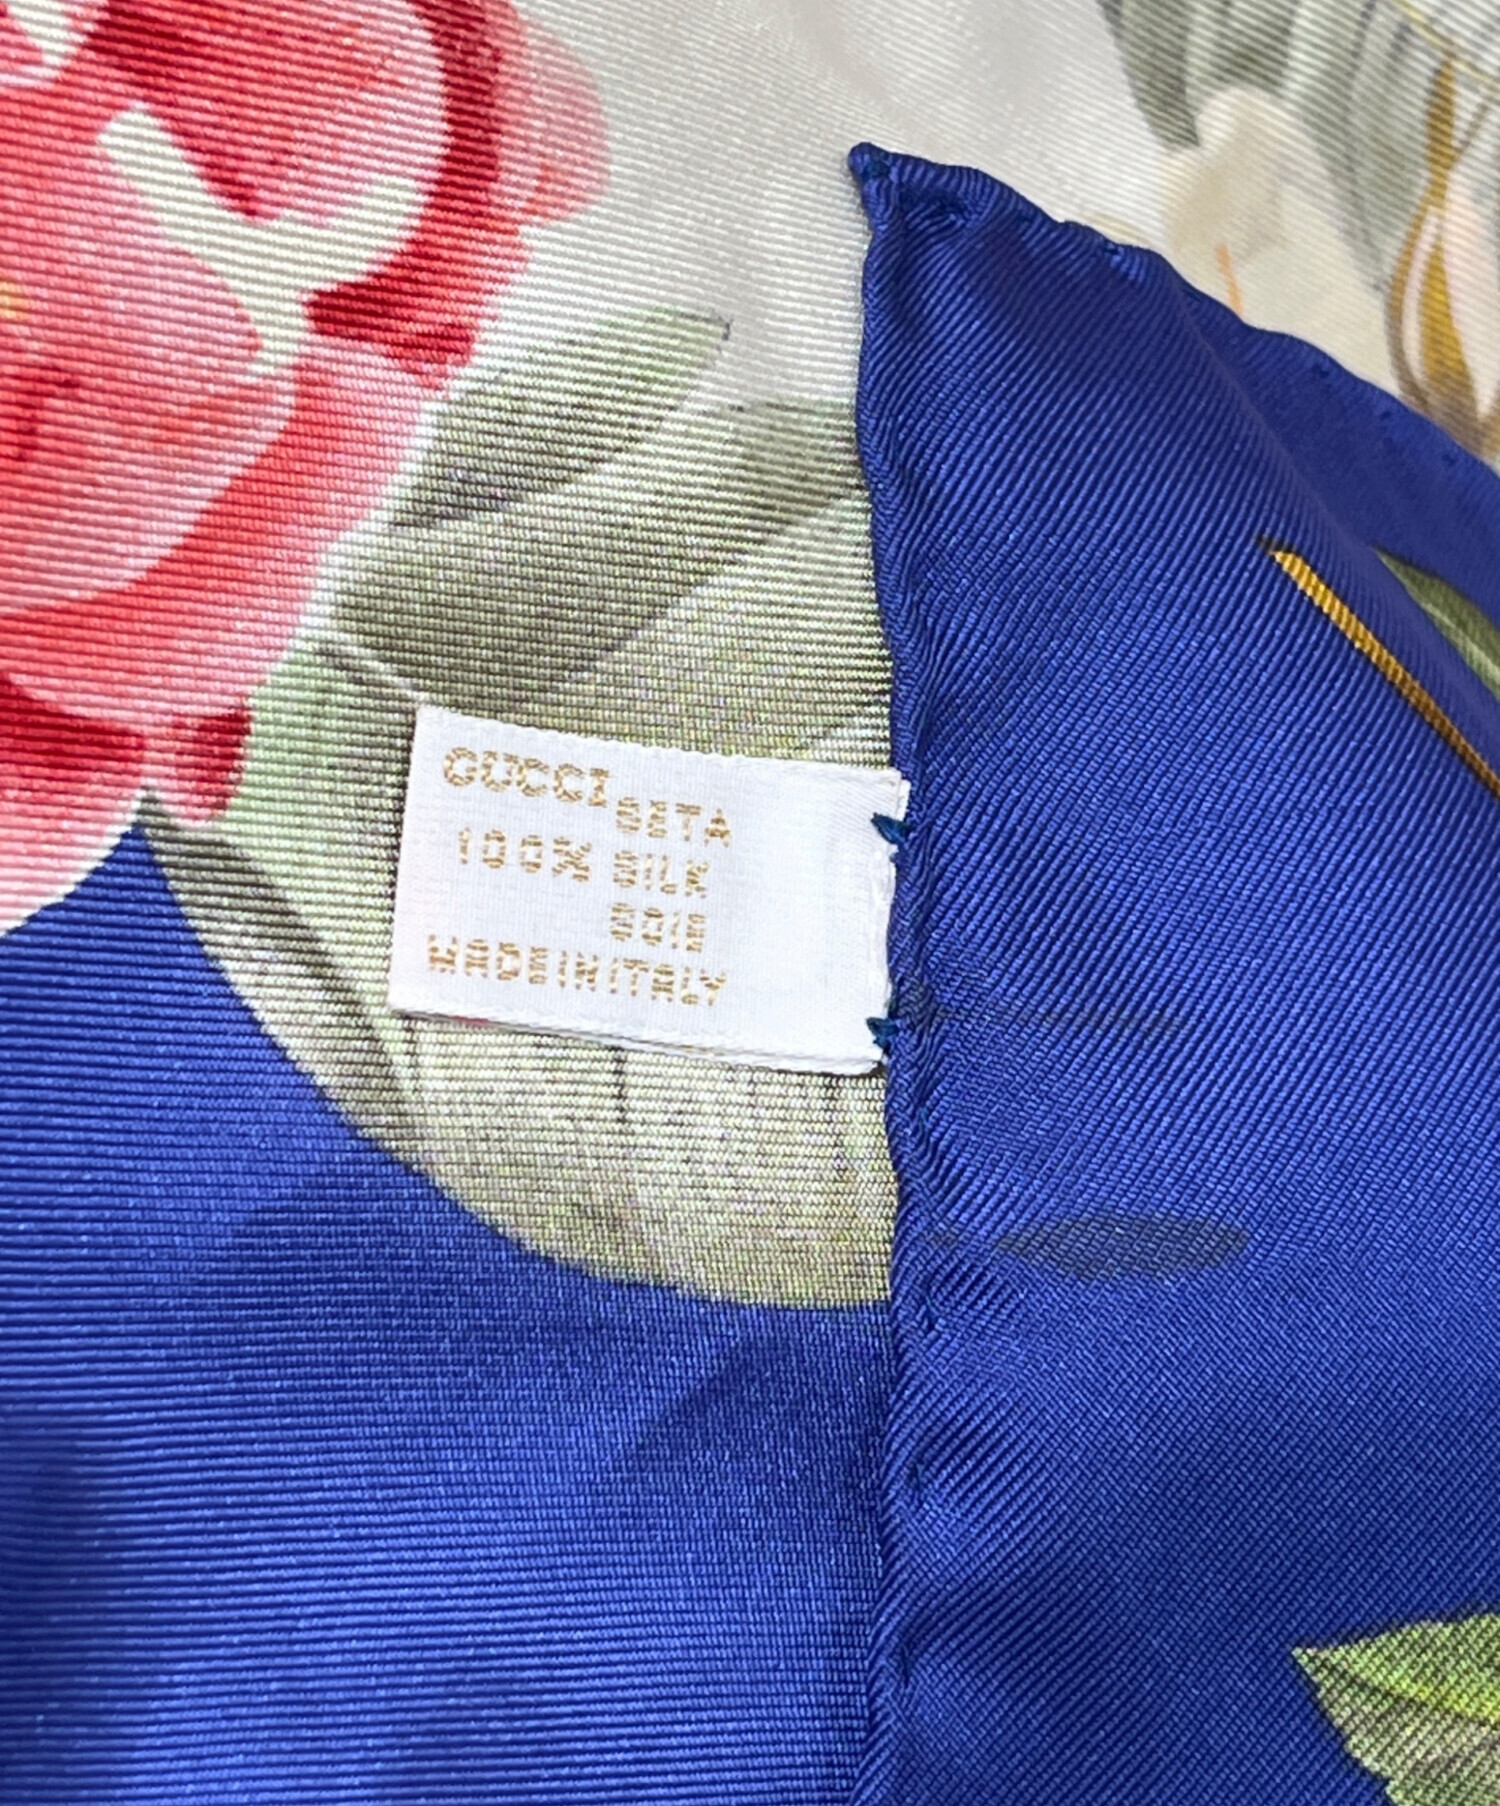 GUCCI SETA
100% SILK
SOIE
MADE IN ITALY